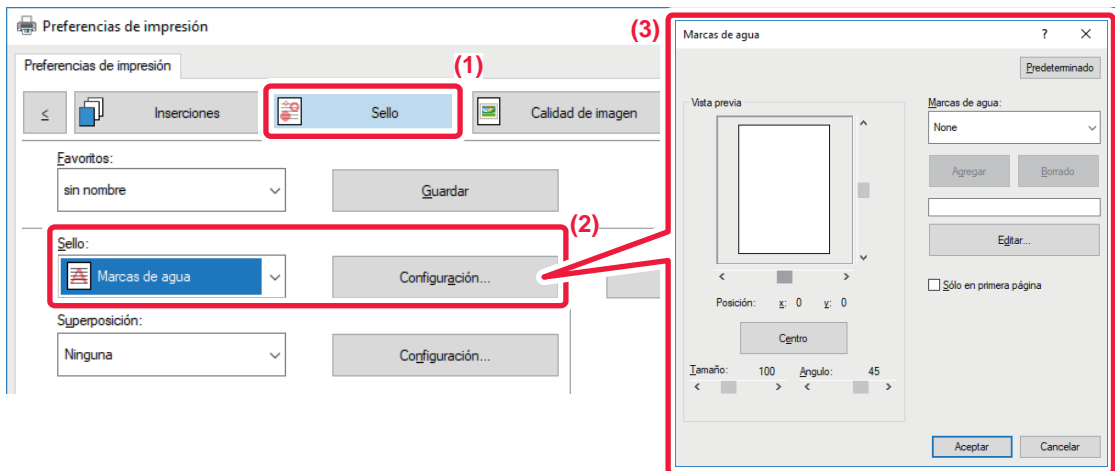 Preferencias de impresión
Preferencias de impresión
(1)
≤ Inserciones Sello Calidad de imagen
Favoritos:
sin nombre Guardar
(2)
Sello:
Marcas de agua Configuración...
Superposición:
Ninguna Configuración...
(3)
Marcas de agua ? ×
Predeterminado
Vista previa
Marcas de agua:
None
Agregar Borrado
Editar...
Sólo en primera página
Posición: x: 0 y: 0
Centro
Tamaño: 100 Angulo: 45
Aceptar Cancelar